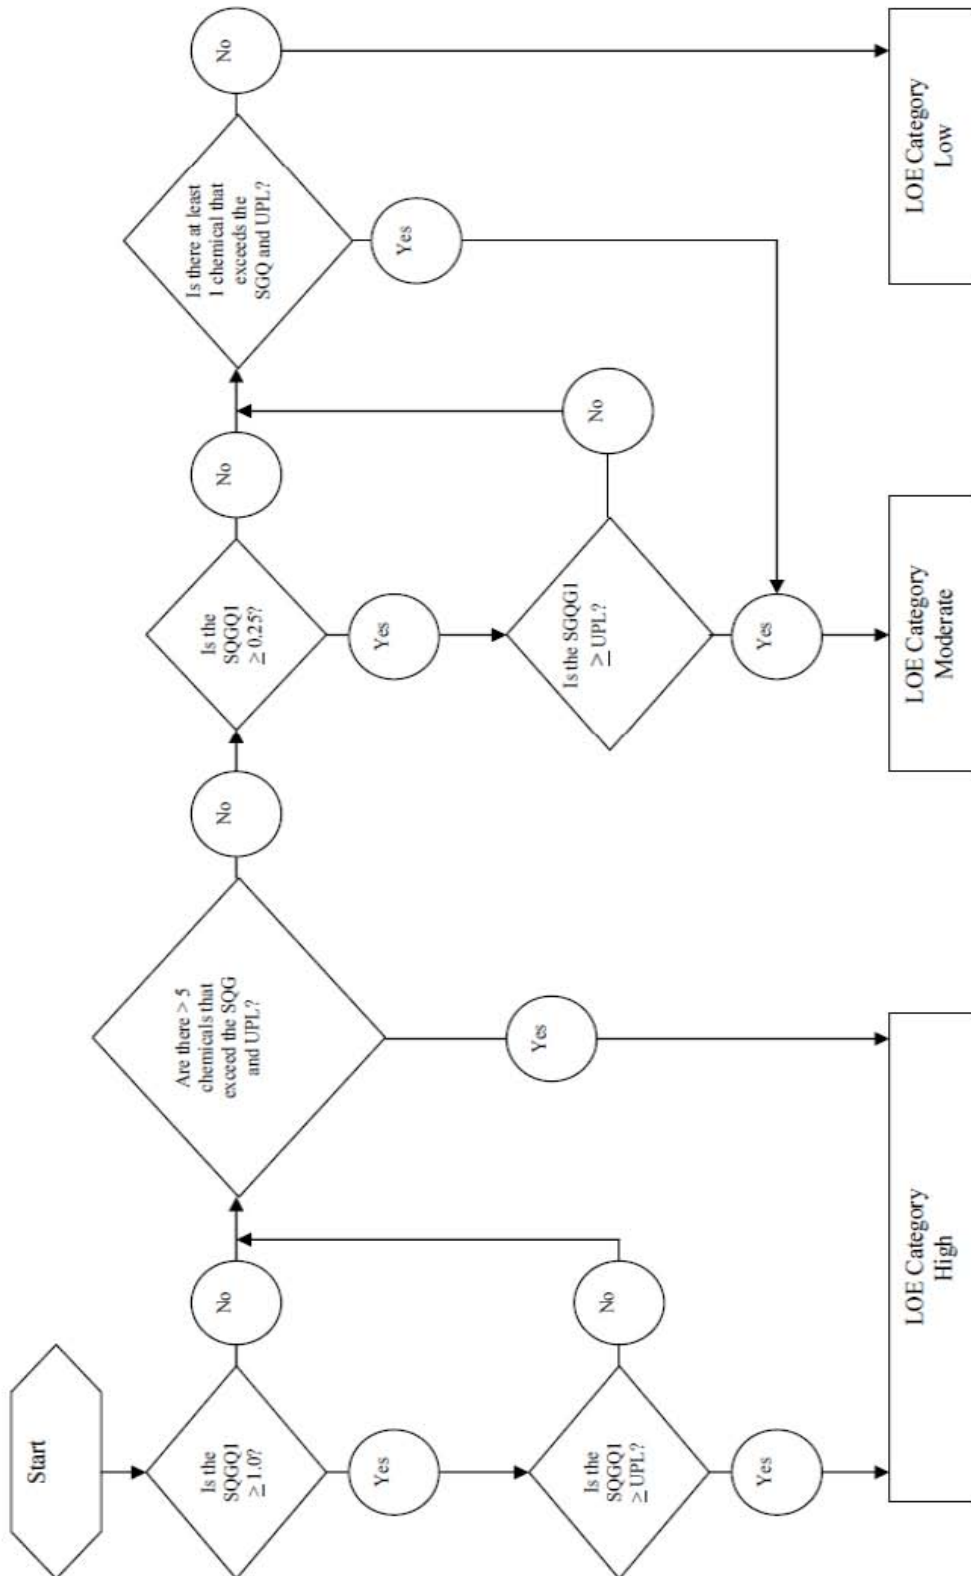 Start
Is the
SQGQ1
≥ 1.0?
No
Yes
Is the
SQGQ1
≥ UPL?
No
Yes
Are there > 5
chemicals that
exceed the SQG
and UPL?
No
Yes
LOE Category
High
Is the
SQGQ1
≥ 0.25?
No
Yes
Is the SGQG1
≥ UPL?
No
Yes
LOE Category
Moderate
Is there at least
1 chemical that
exceeds the
SGQ and UPL?
No
Yes
LOE Category
Low